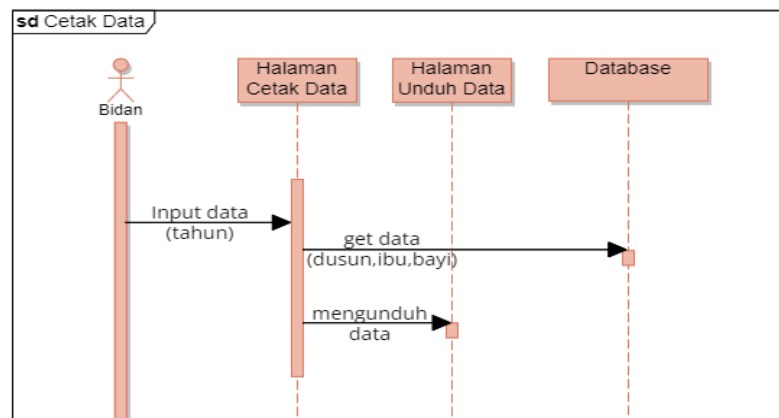 sd Cetak Data
Bidan
Halaman
Cetak Data
Halaman
Unduh Data
Database
Input data
(tahun)
get data
(dusun,ibu,bayi)
mengunduh
data